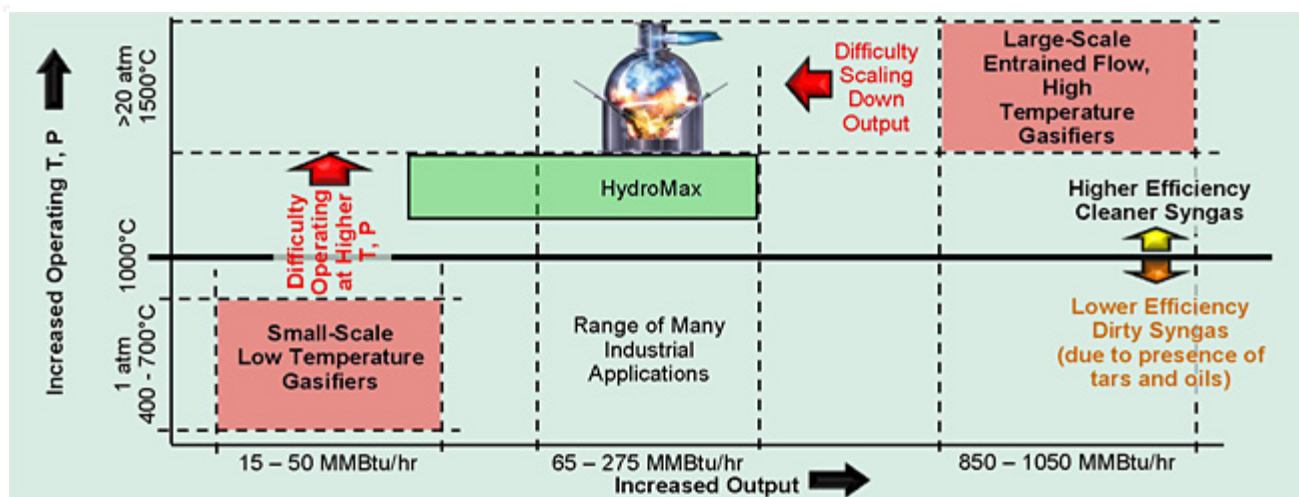 Increased Operating T, P
>20 atm
1500°C
1000°C
1 atm
400 - 700°C
Difficulty
Operating
at Higher
T, P
Small-Scale
Low Temperature
Gasifiers
HydroMax
Range of Many
Industrial
Applications
Difficulty
Scaling
Down
Output
Large-Scale
Entrained Flow,
High
Temperature
Gasifiers
Higher Efficiency
Cleaner Syngas
Lower Efficiency
Dirty Syngas
(due to presence of
tars and oils)
15 – 50 MMBtu/hr
65 – 275 MMBtu/hr
850 – 1050 MMBtu/hr
Increased Output